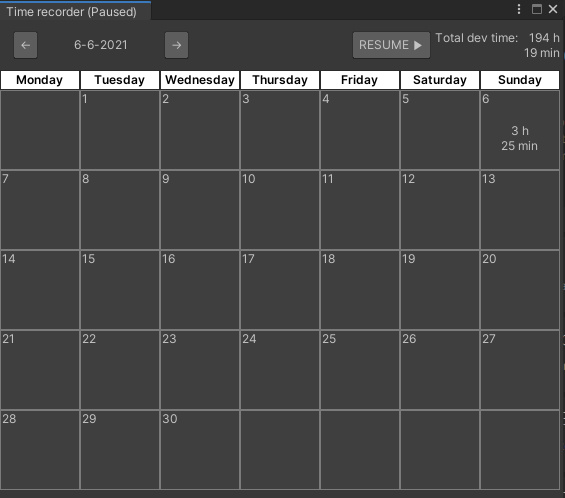 Time recorder (Paused)
← 6-6-2021 → RESUME ▶ Total dev time: 194 h
19 min
Monday Tuesday Wednesday Thursday Friday Saturday Sunday
1 2 3 4 5 6
3 h
25 min
7 8 9 10 11 12 13
14 15 16 17 18 19 20
21 22 23 24 25 26 27
28 29 30